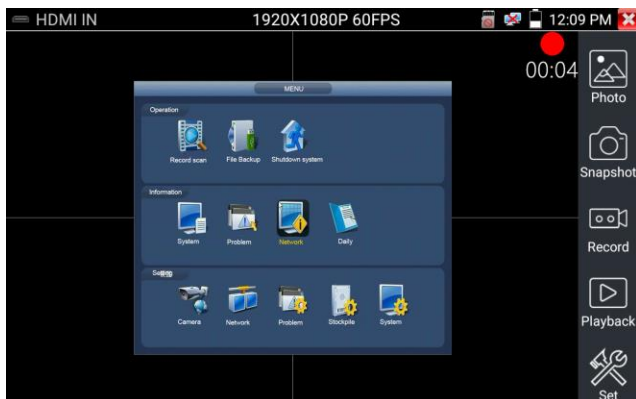 HDMI IN 1920X1080P 60FPS 12:09 PM
00:04
Photo
Snapshot
Record
Playback
Set
MENU
Operation
Record scan File Backup Shutdown system
Information
System Problem Network Daily
Setting
Camera Network Problem Stockpile System